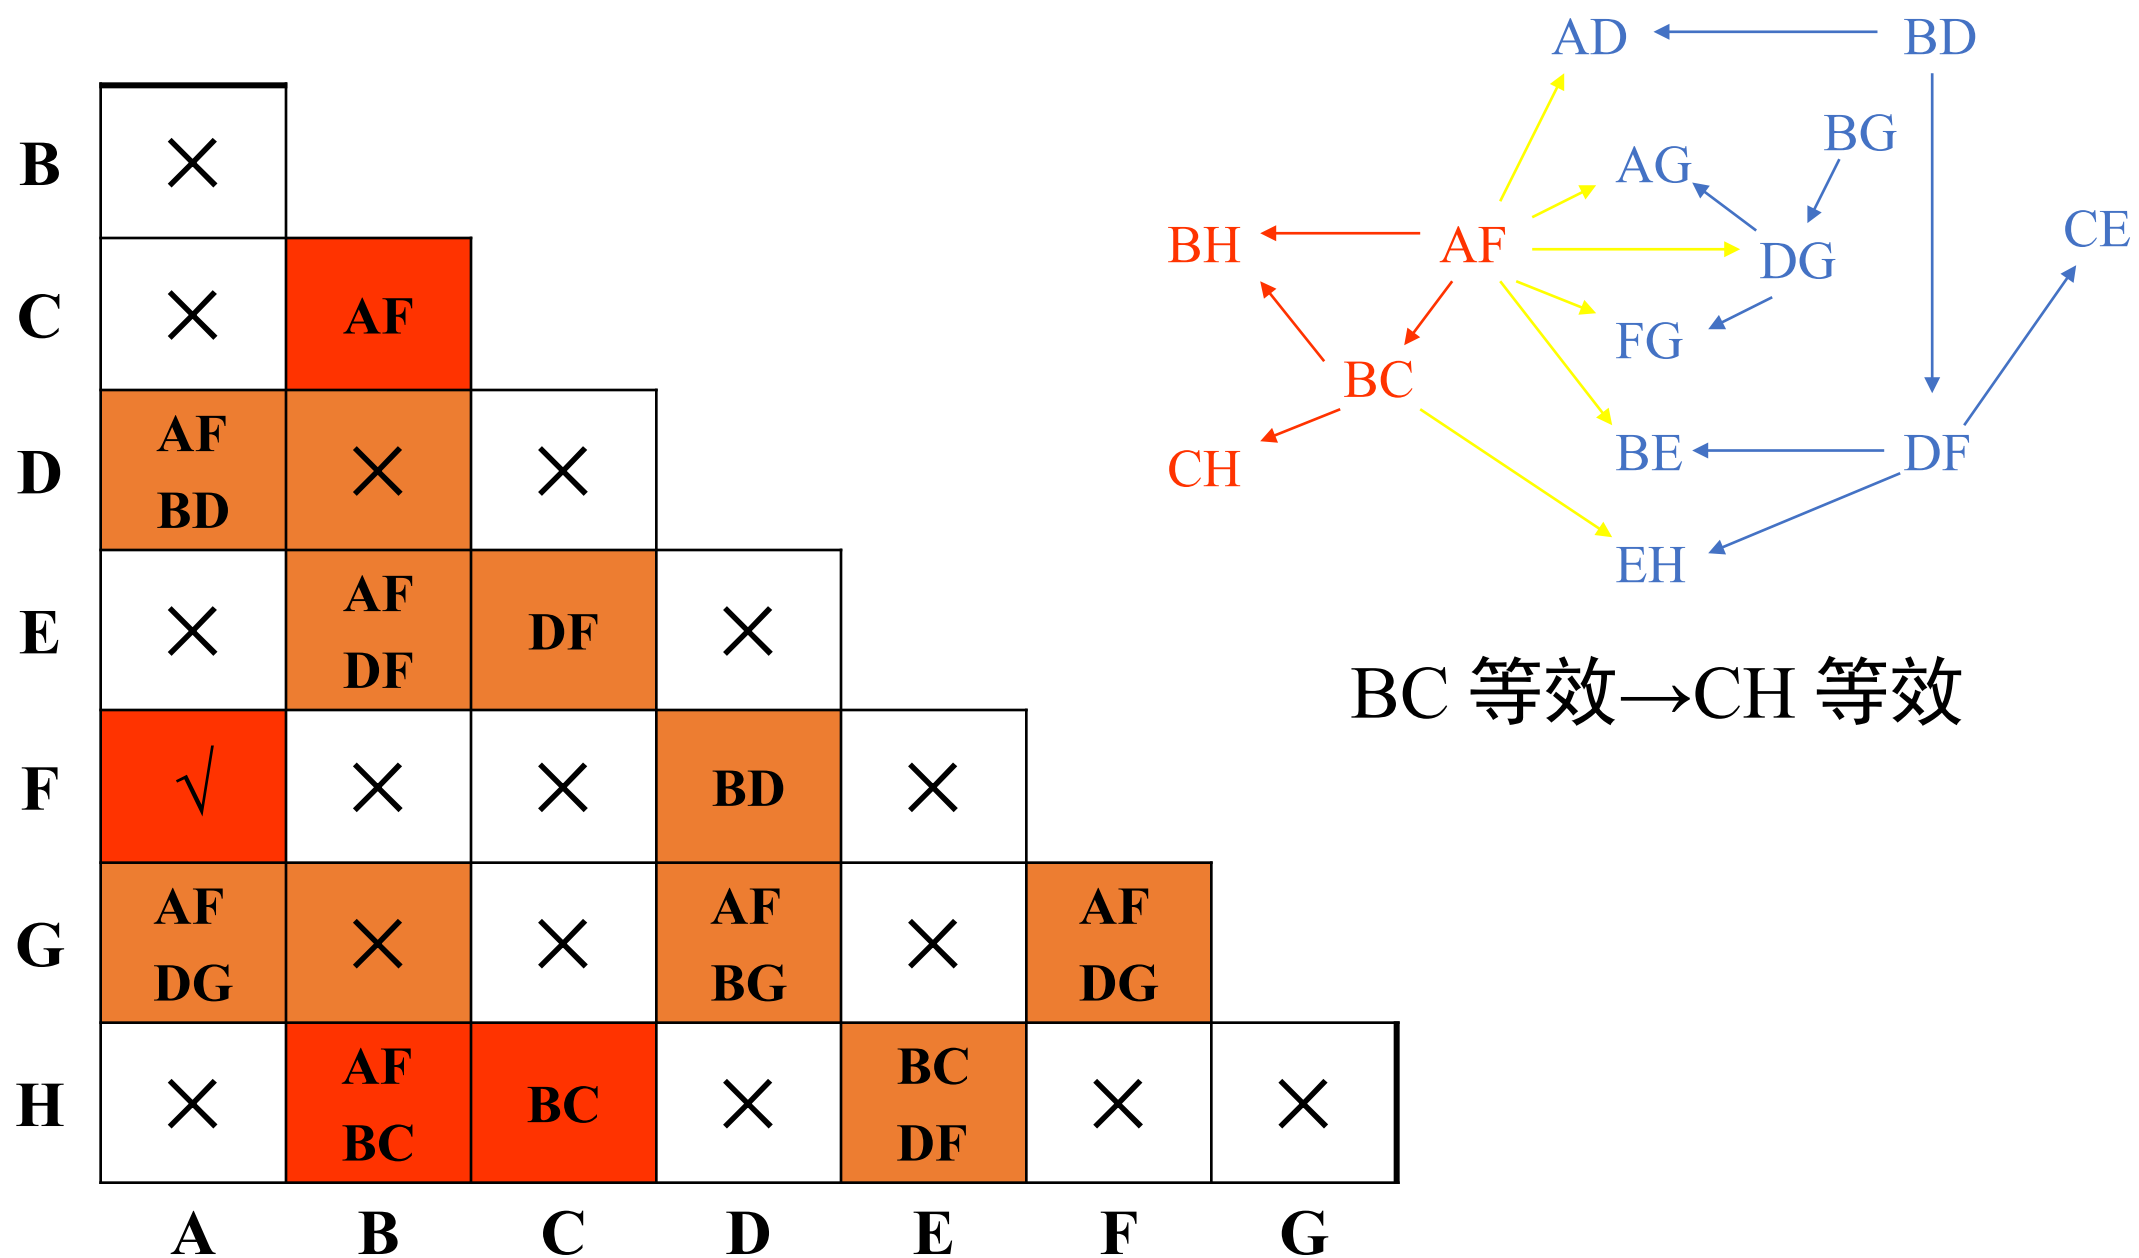 B × 
C × AF
D AF BD × ×
E × AF DF DF ×
F √ × × BD ×
G AF DG × × AF BG × AF DG
H × AF BC BC × BC DF × ×
A B C D E F G
AD BD
BG
AG
CE
BH AF DG
FG
BC
BE DF
CH
EH
BC 等效→CH 等效